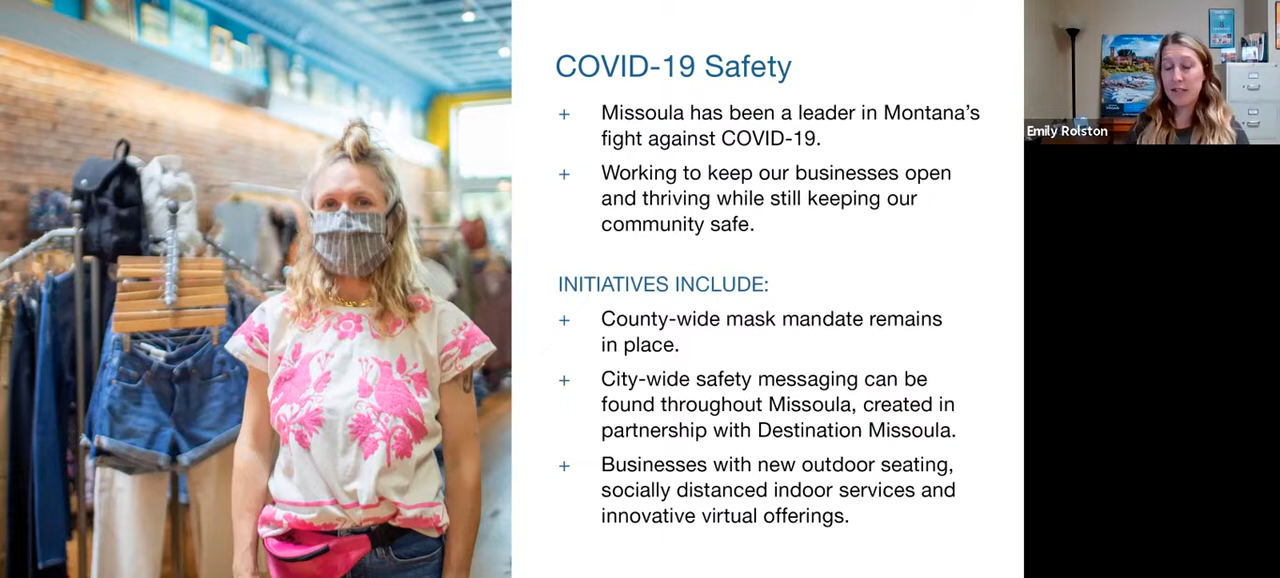 COVID-19 Safety
+ Missoula has been a leader in Montana’s
fight against COVID-19.
+ Working to keep our businesses open
and thriving while still keeping our
community safe.
INITIATIVES INCLUDE:
+ County-wide mask mandate remains
in place.
+ City-wide safety messaging can be
found throughout Missoula, created in
partnership with Destination Missoula.
+ Businesses with new outdoor seating,
socially distanced indoor services and
innovative virtual offerings.
Emily Rolston